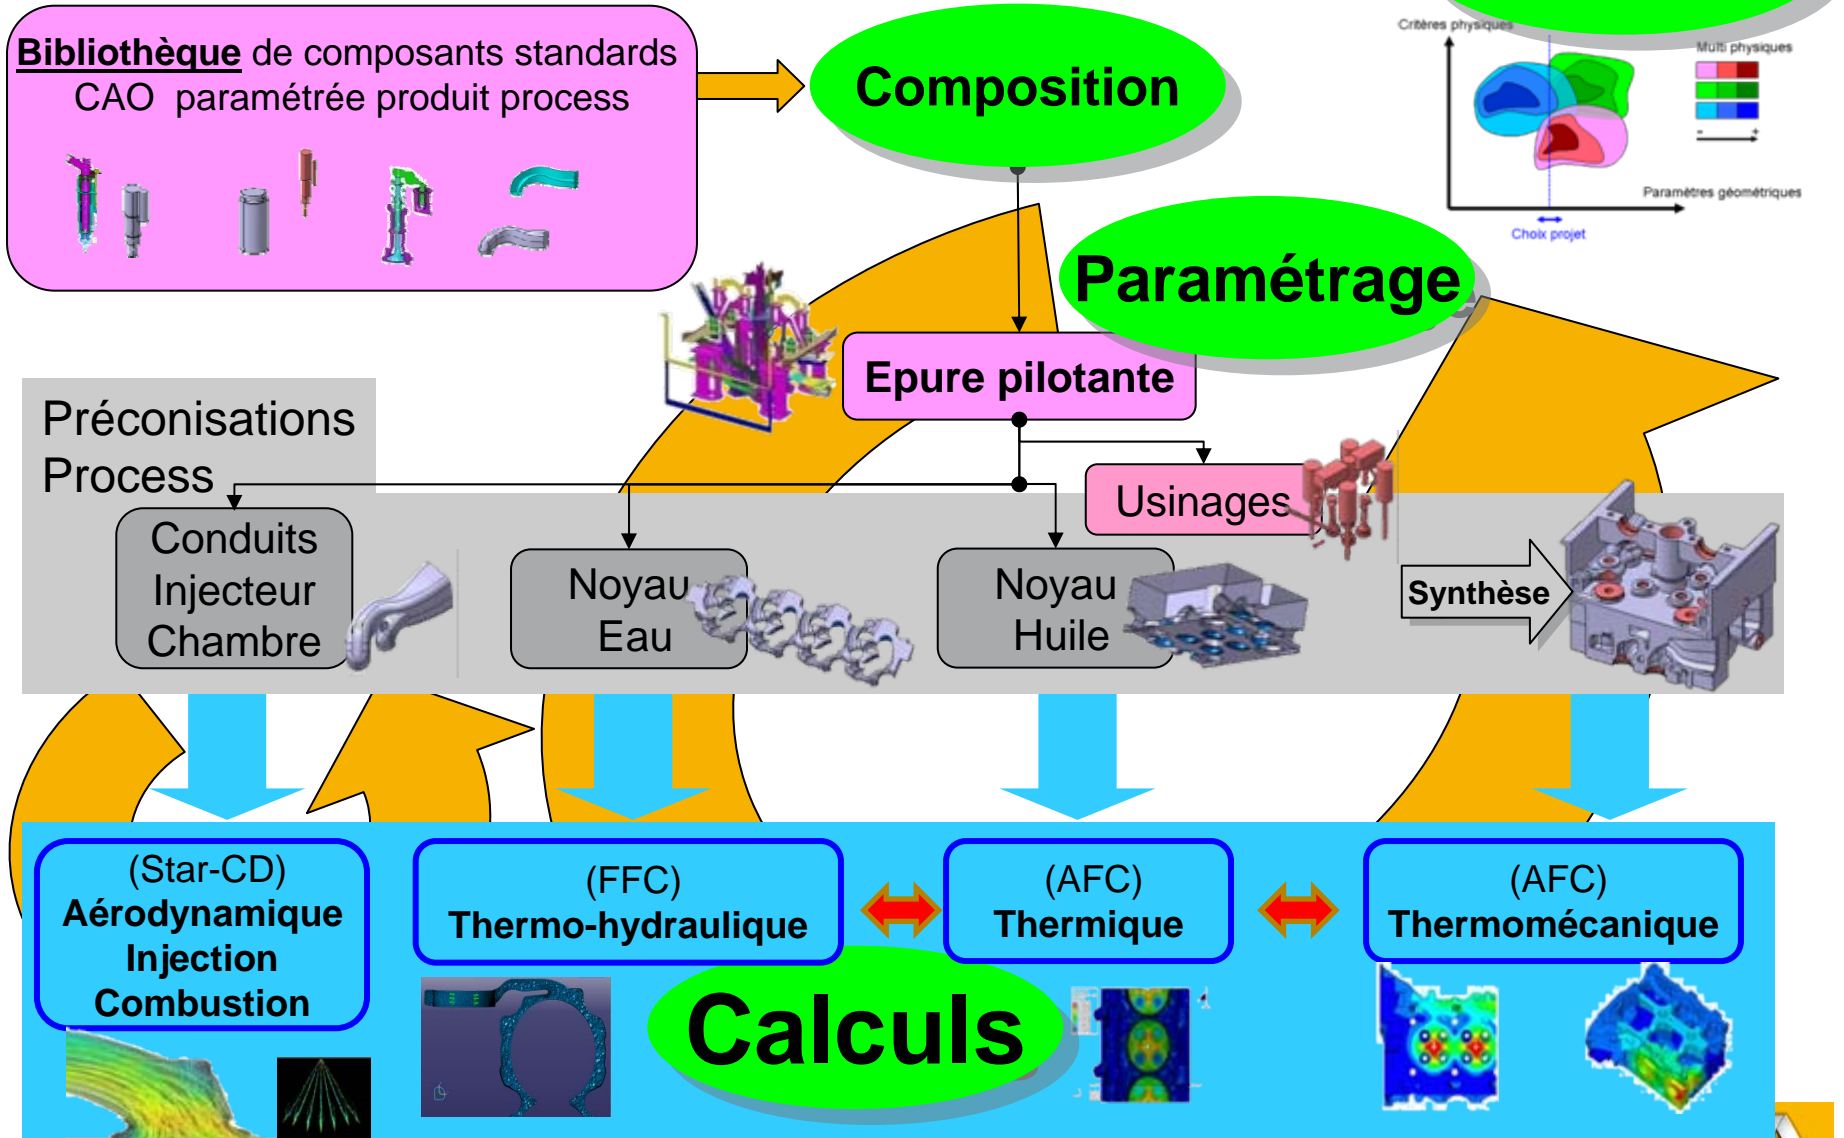 Bibliothèque de composants standards
CAO paramétrée produit process
Composition
Critères physiques
Multi physiques
- +
Paramètres géométriques
Choix projet
Paramétrage
Epure pilotante
Préconisations
Process
Usinages
Conduits
Injecteur
Chambre
Noyau
Eau
Noyau
Huile
Synthèse
(Star-CD)
Aérodynamique
Injection
Combustion
(FFC)
Thermo-hydraulique
(AFC)
Thermique
(AFC)
Thermomécanique
Calculs